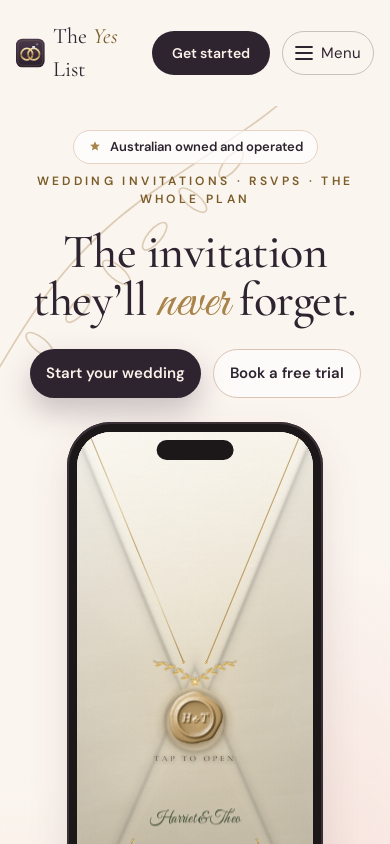 The Yes
List
Get started
Menu
Australian owned and operated
WEDDING INVITATIONS · RSVPS · THE
WHOLE PLAN
The invitation
they’ll never forget.
Start your wedding
Book a free trial
H&T
TAP TO OPEN
Harriet & Theo